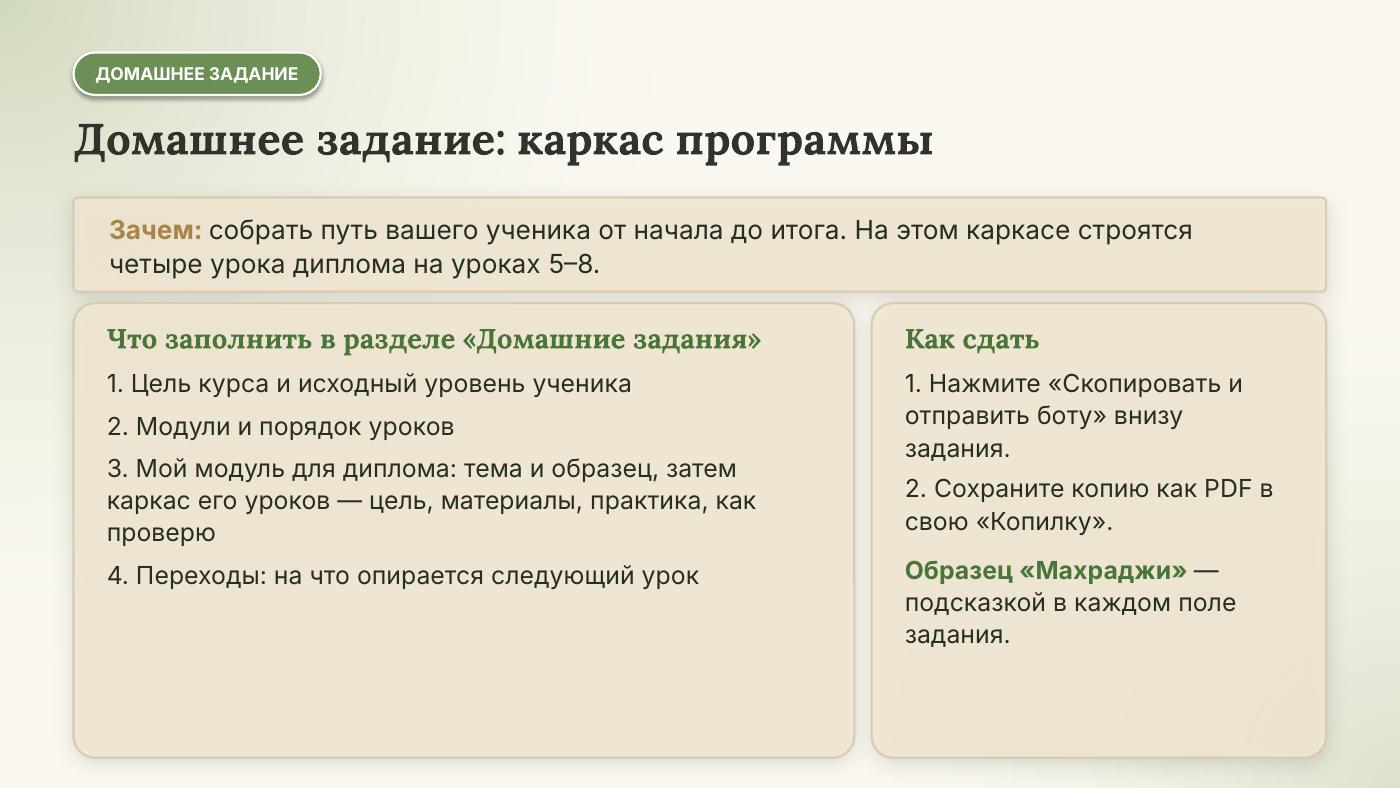 ДОМАШНЕЕ ЗАДАНИЕ
Домашнее задание: каркас программы
Зачем: собрать путь вашего ученика от начала до итога. На этом каркасе строятся
четыре урока диплома на уроках 5–8.
Что заполнить в разделе «Домашние задания»
1. Цель курса и исходный уровень ученика
2. Модули и порядок уроков
3. Мой модуль для диплома: тема и образец, затем
каркас его уроков — цель, материалы, практика, как
проверю
4. Переходы: на что опирается следующий урок
Как сдать
1. Нажмите «Скопировать и
отправить боту» внизу
задания.
2. Сохраните копию как PDF в
свою «Копилку».
Образец «Махраджи» —
подсказкой в каждом поле
задания.